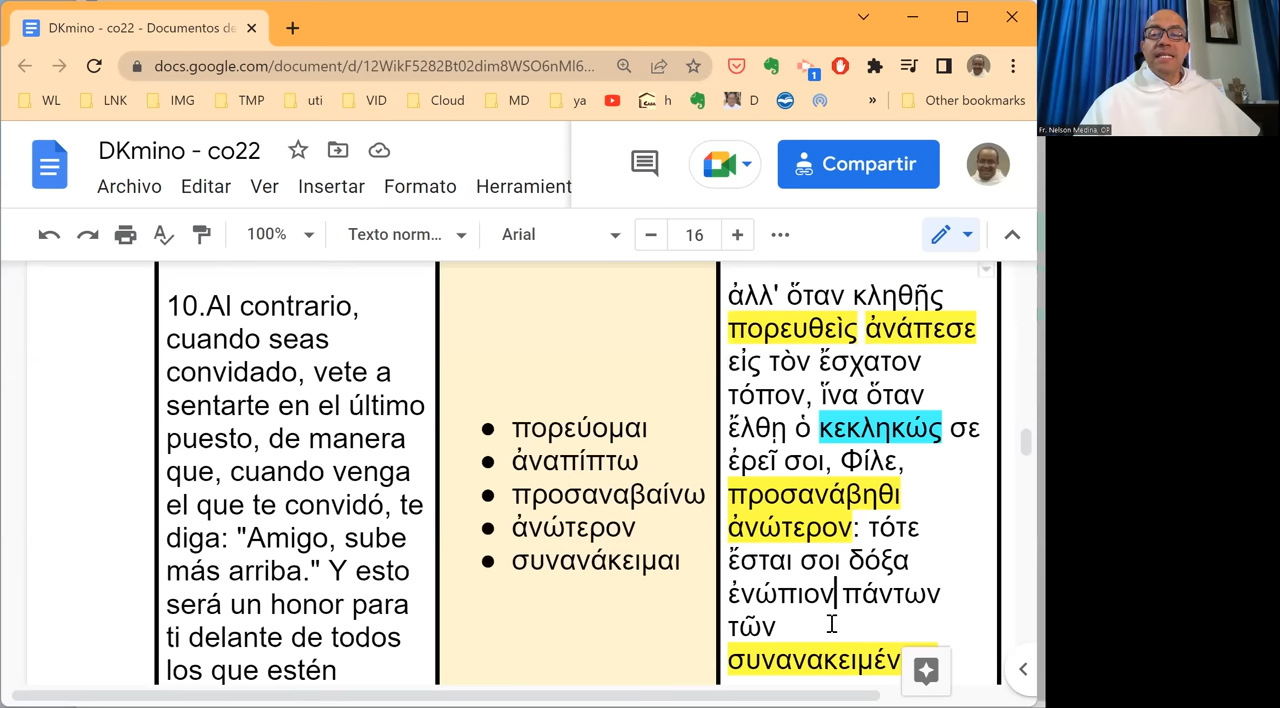 DKmino - co22 - Documentos de
docs.google.com/document/d/12WikF5282BfnuIm8WSO6nMl6...
1
WL
LNK
IMG
TMP
uti
VID
Cloud
MD
ya
h
D
»
Other bookmarks
DKmino - co22
Archivo Editar Ver Insertar Formato Herramient
Compartir
100% Texto norm... Arial 16
10.Al contrario,
cuando seas
convidado, vete a
sentarte en el último
puesto, de manera
que, cuando venga
el que te convidó, te
diga: "Amigo, sube
más arriba." Y esto
será un honor para
ti delante de todos
los que estén
πορεύομαι
ἀναπίπτω
προσαναβαίνω
ἀνώτερον
συνανάκειμαι
ἀλλ' ὅταν κληθῇς
πορευθεὶς ἀνάπεσε
εἰς τὸν ἔσχατον
τόπον, ἵνα ὅταν
ἔλθῃ ὁ κεκληκώς σε
ἐρεῖ σοι, Φίλε,
προσανάβηθι
ἀνώτερον: τότε
ἔσται σοι δόξα
ἐνώπιον πάντων
τῶν
συνανακειμέν
Fr. Nelson Medina, OP